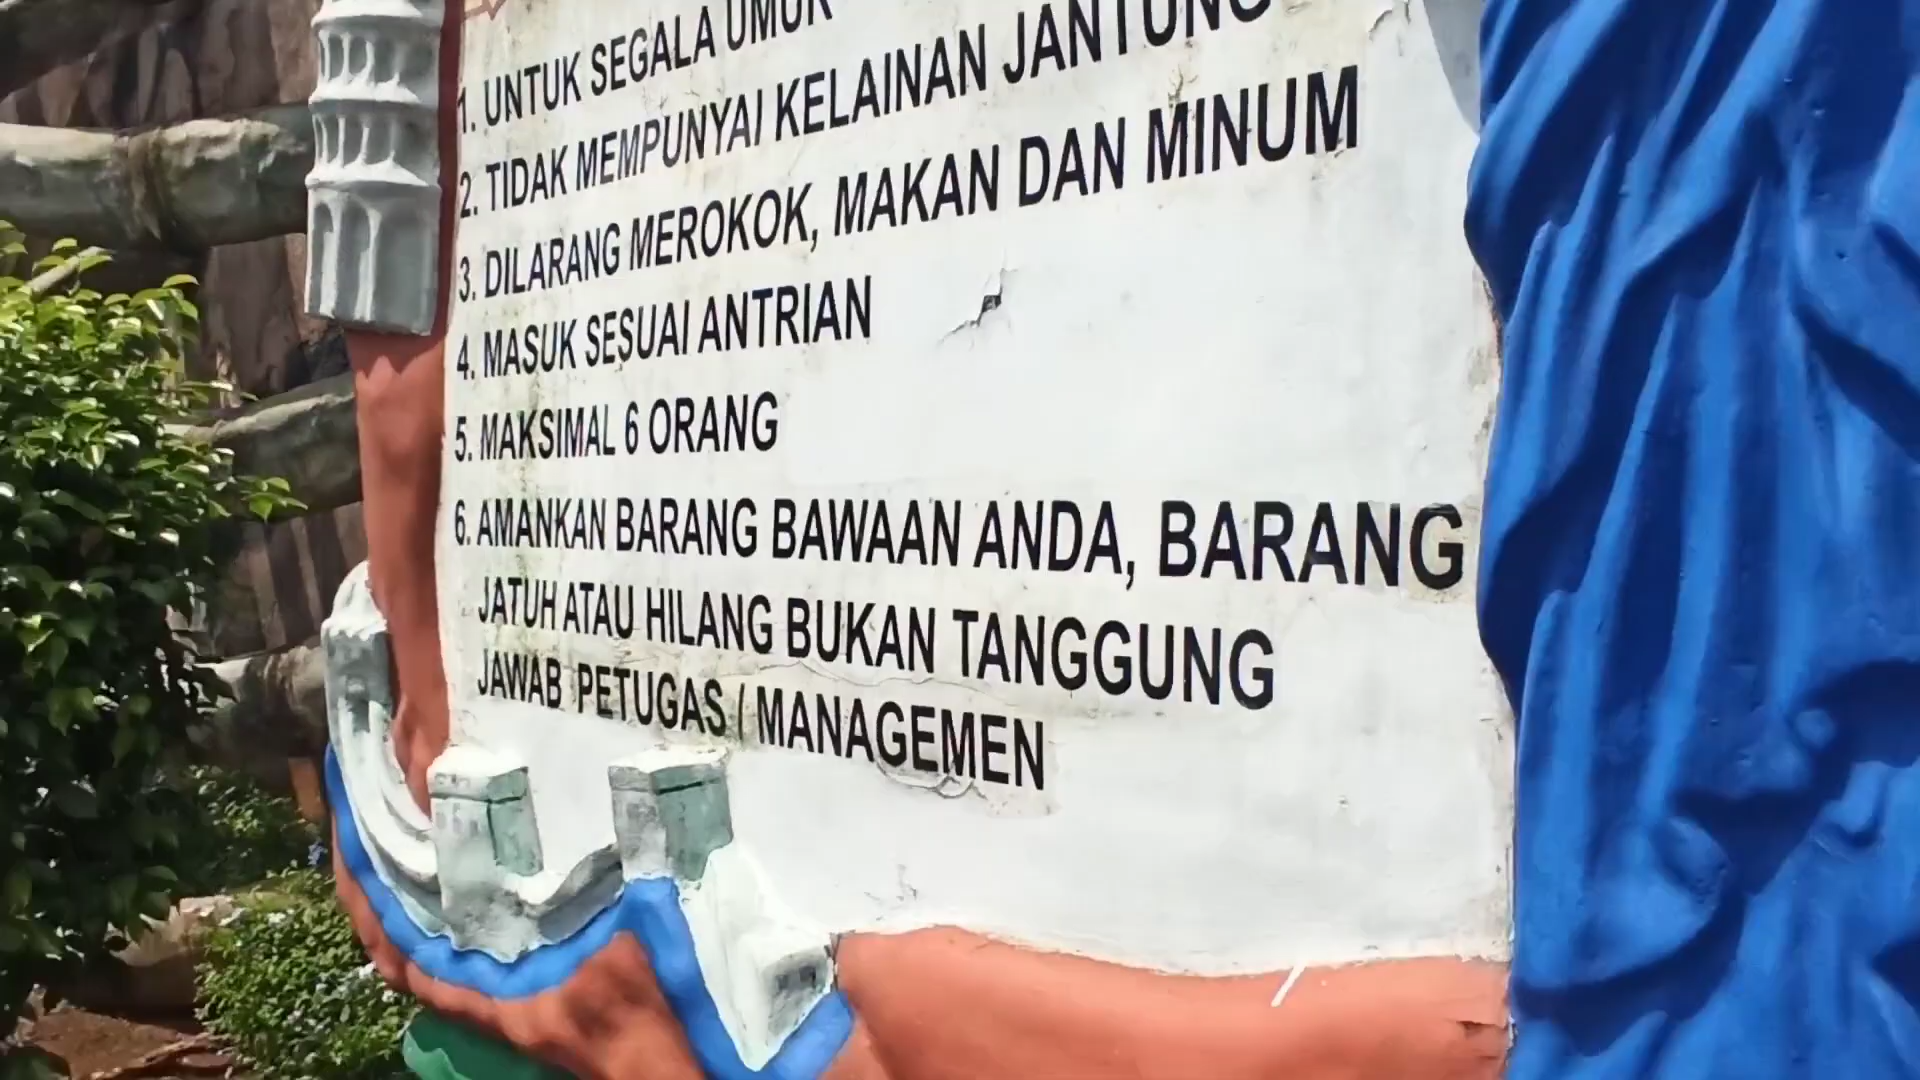 1. UNTUK SEGALA UMUR
2. TIDAK MEMPUNYAI KELAINAN JANTUNG
3. DILARANG MEROKOK, MAKAN DAN MINUM
4. MASUK SESUAI ANTRIAN
5. MAKSIMAL 6 ORANG
6. AMANKAN BARANG BAWAAN ANDA, BARANG
JATUH ATAU HILANG BUKAN TANGGUNG
JAWAB PETUGAS / MANAGEMEN